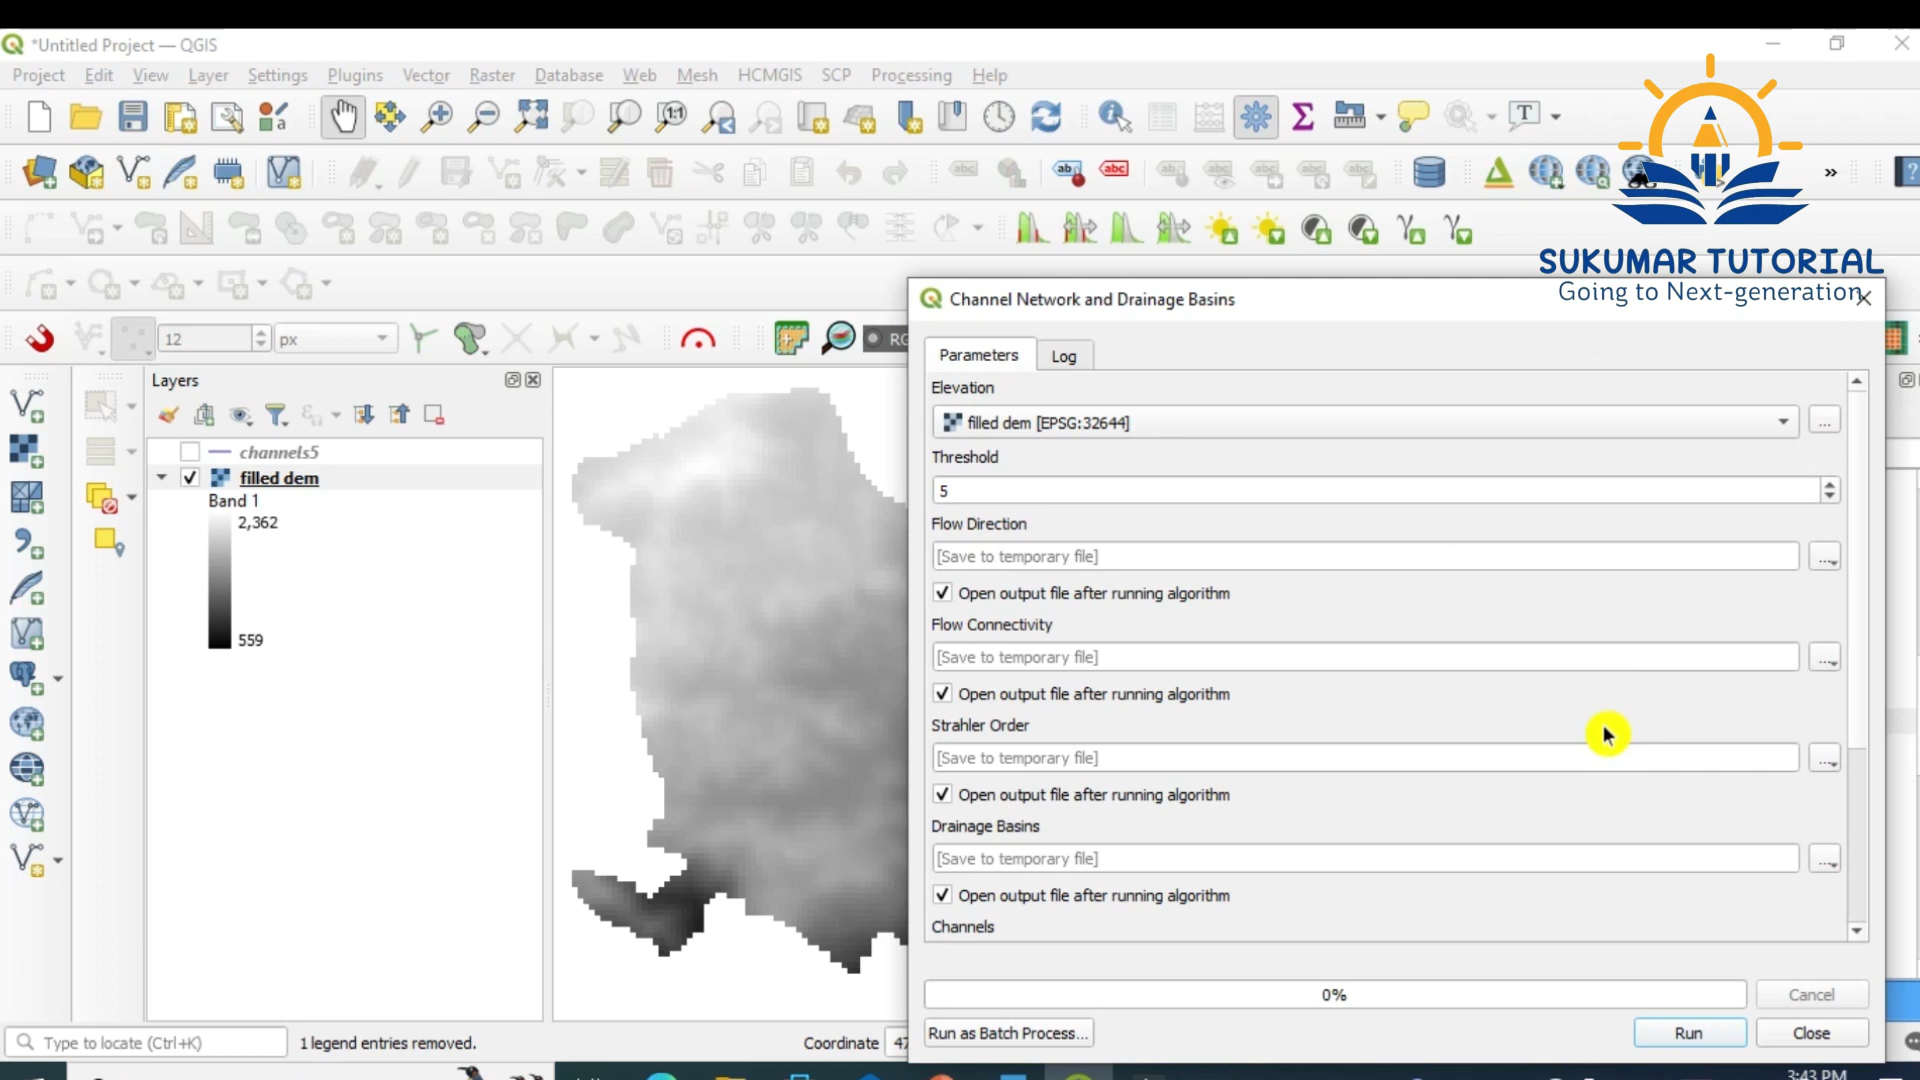 *Untitled Project — QGIS
Project Edit View Layer Settings Plugins Vector Raster Database Web Mesh HCMGIS SCP Processing Help
SUKUMAR TUTORIAL
Going to Next-generation
12 px
RG
Layers
channels5
filled dem
Band 1
2,362
559
Channel Network and Drainage Basins
Parameters Log
Elevation
filled dem [EPSG:32644]
Threshold
5
Flow Direction
[Save to temporary file]
Open output file after running algorithm
Flow Connectivity
[Save to temporary file]
Open output file after running algorithm
Strahler Order
[Save to temporary file]
Open output file after running algorithm
Drainage Basins
[Save to temporary file]
Open output file after running algorithm
Channels
0%
Cancel
Run as Batch Process...
Run
Close
Type to locate (Ctrl+K)
1 legend entries removed.
Coordinate 47
3:43 PM